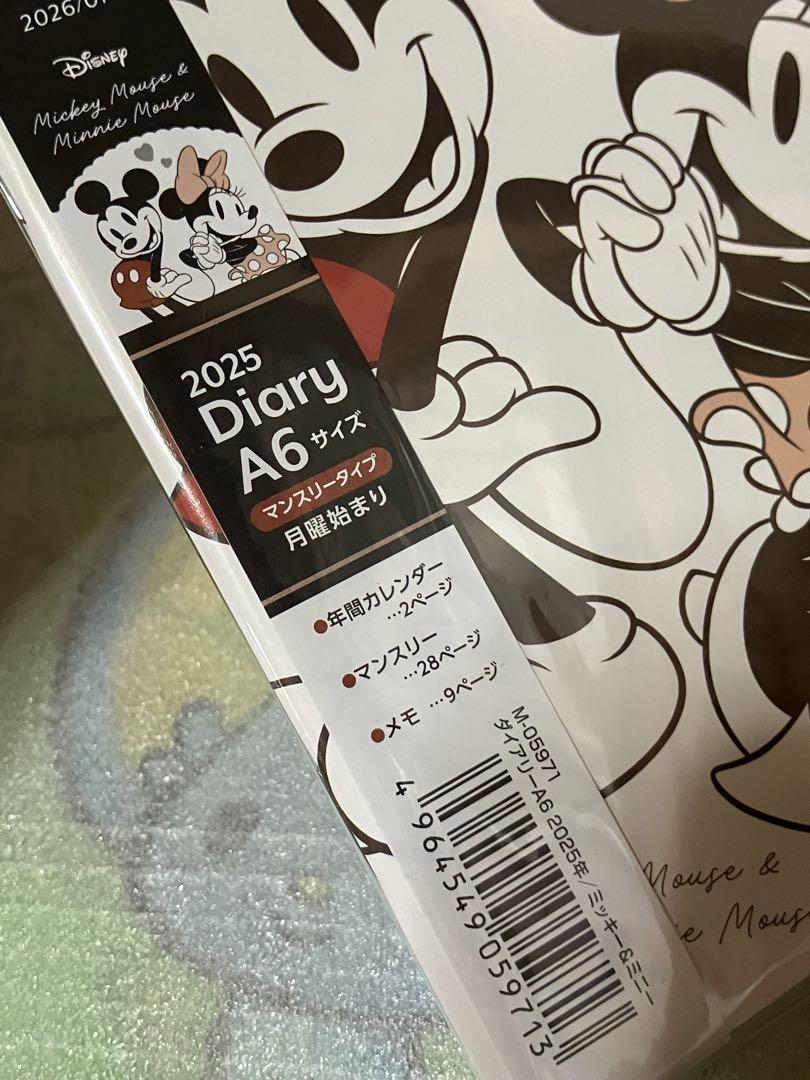 2026/0
Disney
Mickey Mouse &
Minnie Mouse
2025
Diary
A6サイズ
マンスリータイプ
月曜始まり
●年間カレンダー
…2ページ
●マンスリー
…28ページ
●メモ …9ページ
M-05971
ダイアリーA6 2025年/ミッキー&ミニー
4 964549 059713
Mouse &
ie Mous